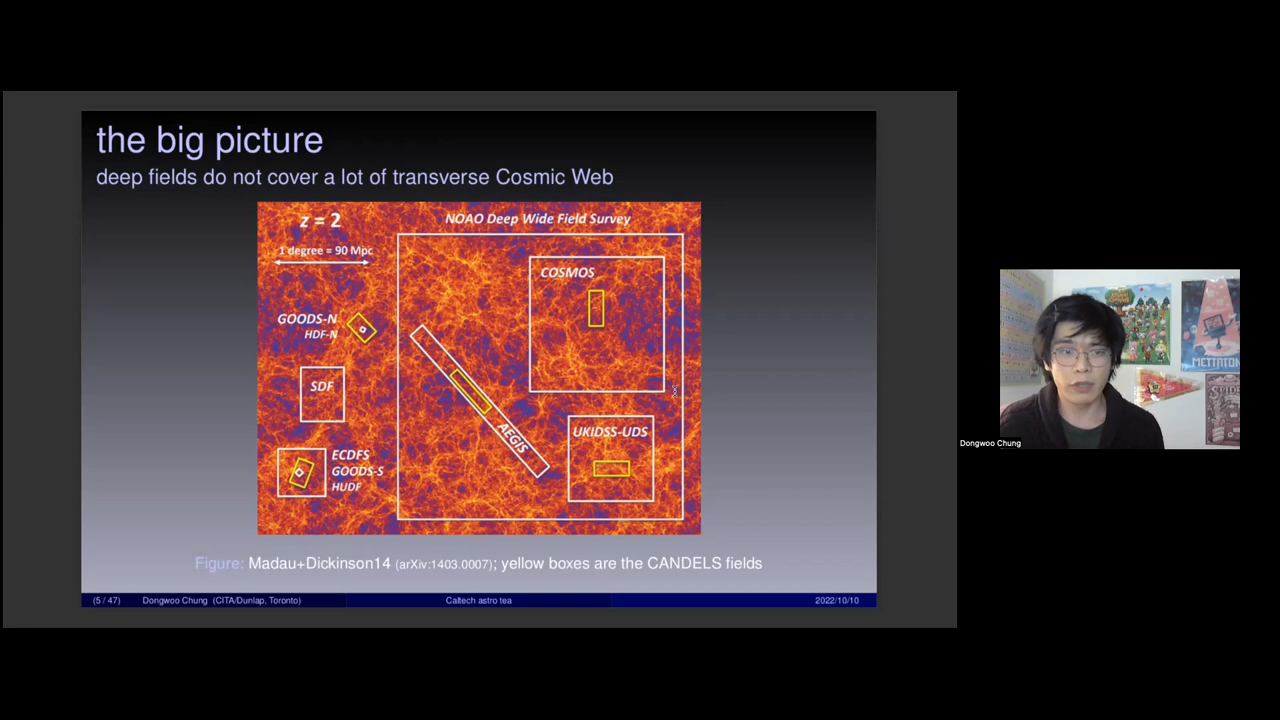 the big picture
deep fields do not cover a lot of transverse Cosmic Web
z = 2
NOAO Deep Wide Field Survey
1 degree = 90 Mpc
COSMOS
GOODS-N
HDF-N
SDF
AEGIS
UKIDSS-UDS
ECDFS
GOODS-S
HUDF
Figure: Madau+Dickinson14 (arXiv:1403.0007); yellow boxes are the CANDELS fields
(5 / 47) Dongwoo Chung (CITA/Dunlap, Toronto) Caltech astro tea 2022/10/10
METTATON
Dongwoo Chung